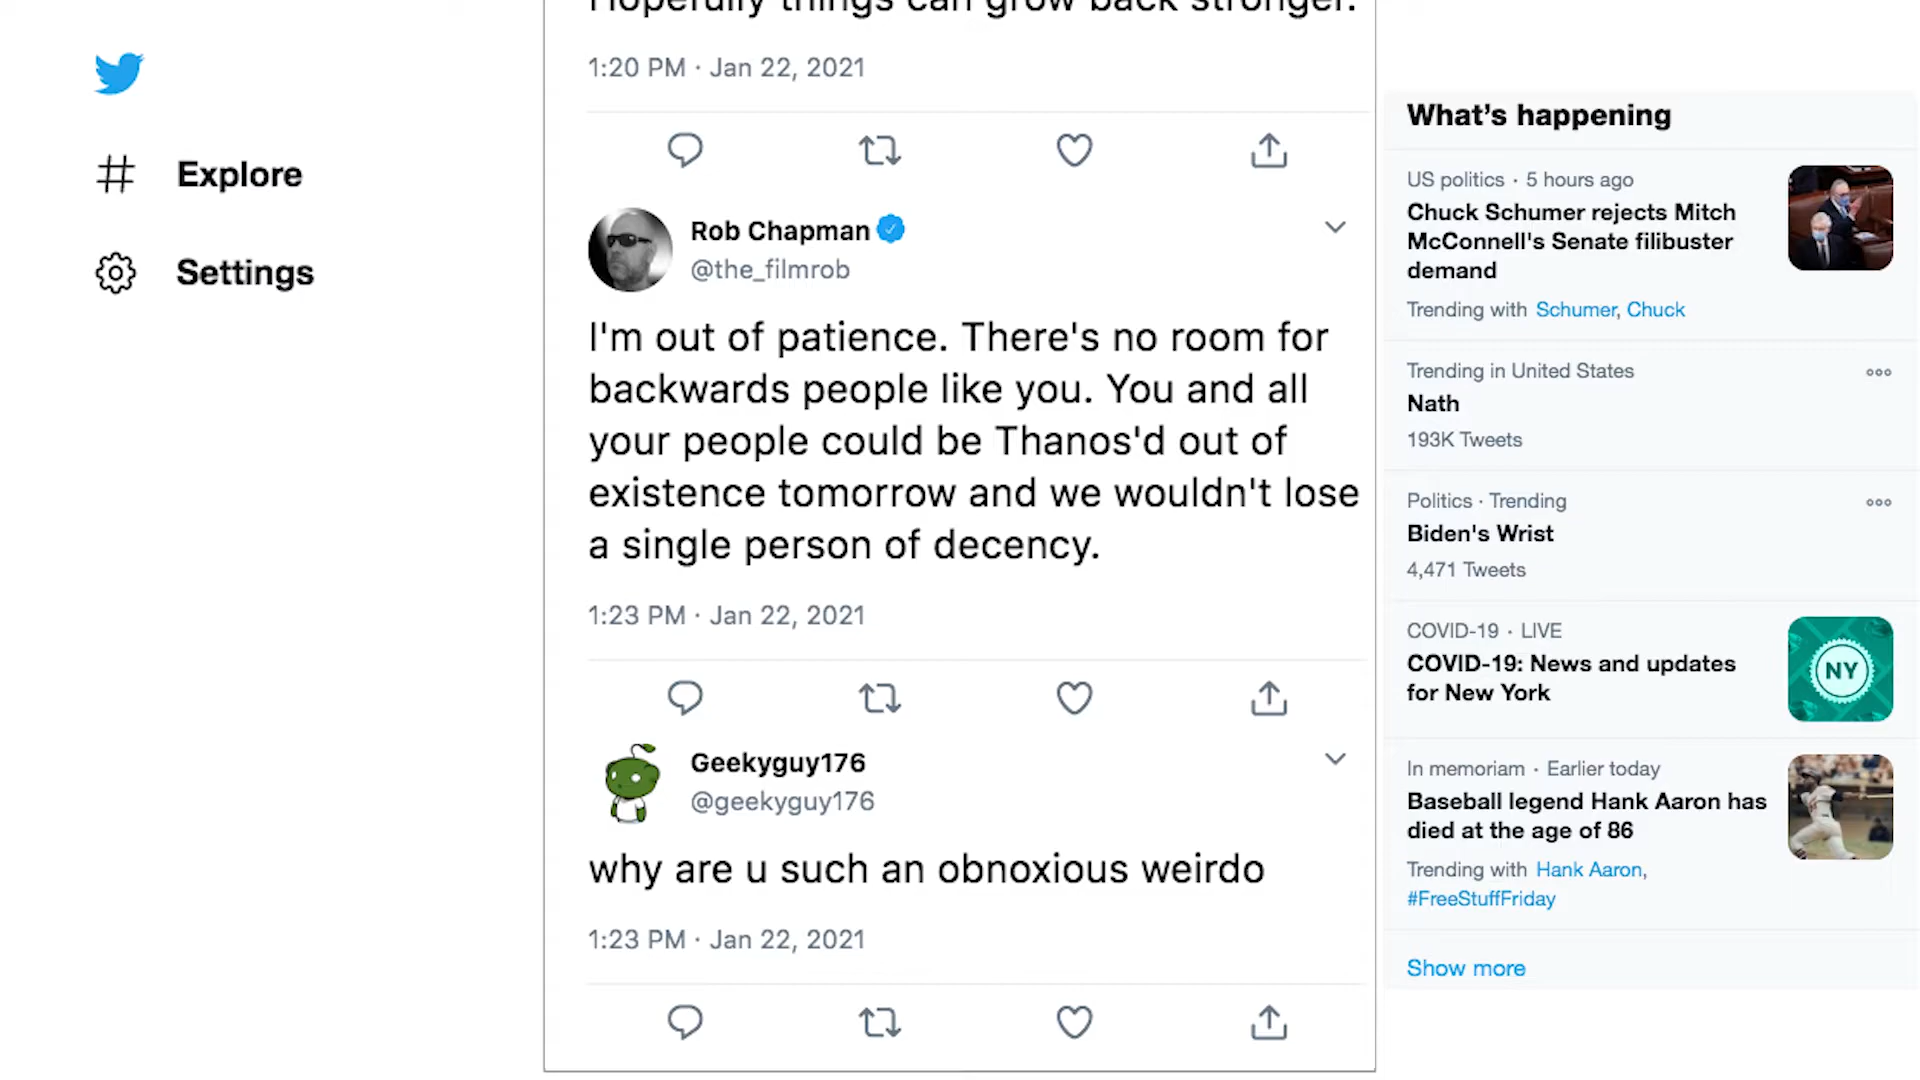 Hopefully things can grow back stronger.
1:20 PM · Jan 22, 2021
Explore
Settings
Rob Chapman
@the_filmrob
I'm out of patience. There's no room for
backwards people like you. You and all
your people could be Thanos'd out of
existence tomorrow and we wouldn't lose
a single person of decency.
1:23 PM · Jan 22, 2021
Geekyguy176
@geekyguy176
why are u such an obnoxious weirdo
1:23 PM · Jan 22, 2021
What's happening
US politics · 5 hours ago
Chuck Schumer rejects Mitch
McConnell's Senate filibuster
demand
Trending with Schumer, Chuck
Trending in United States
Nath
193K Tweets
Politics · Trending
Biden's Wrist
4,471 Tweets
COVID-19 · LIVE
COVID-19: News and updates
for New York
NY
In memoriam · Earlier today
Baseball legend Hank Aaron has
died at the age of 86
Trending with Hank Aaron,
#FreeStuffFriday
Show more